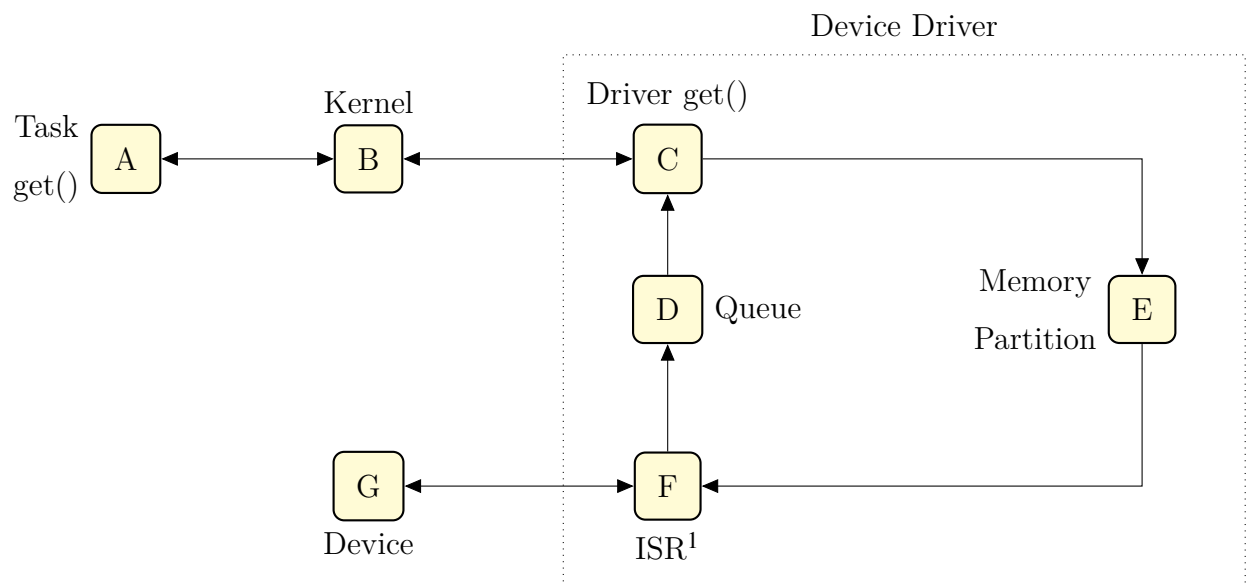 Device Driver
Driver get()
Kernel
Task
A
B
C
get()
Memory
D
Queue
E
Partition
G
F
Device
ISR¹